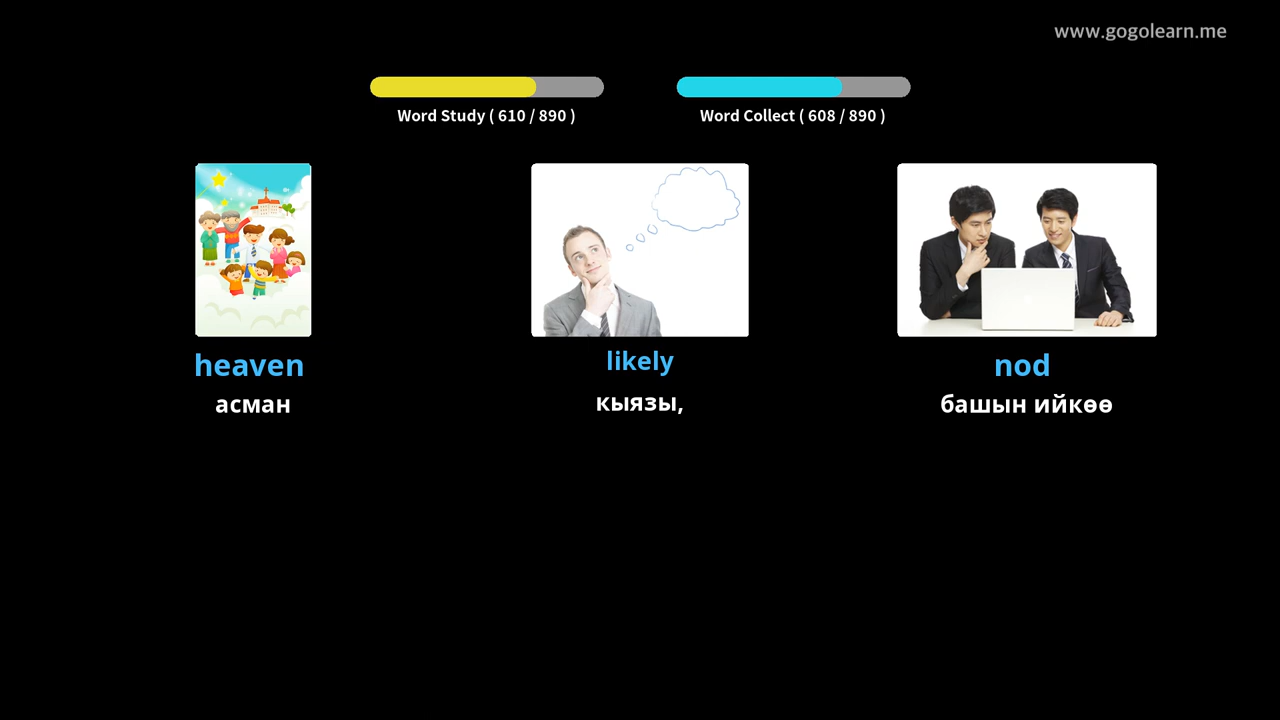 www.gogolearn.me
Word Study ( 610 / 890 )
Word Collect ( 608 / 890 )
heaven
асман
likely
кыязы,
nod
башын ийкөө